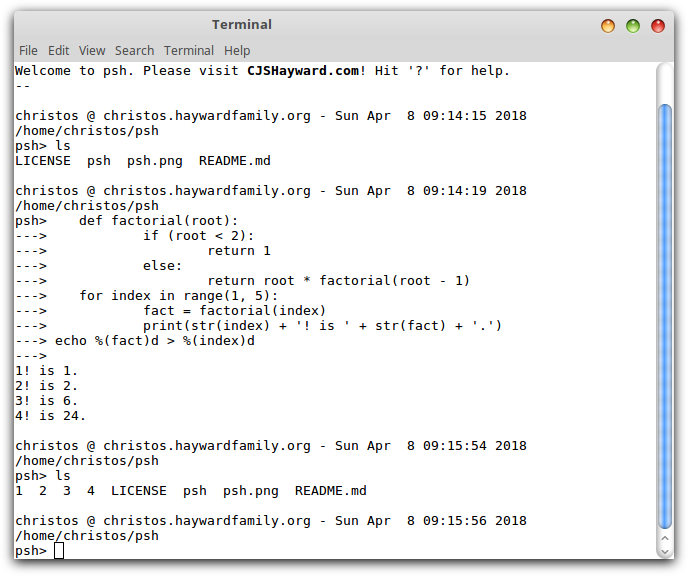 Terminal
File Edit View Search Terminal Help
Welcome to psh. Please visit CJSHayward.com! Hit '?' for help.
--
christos @ christos.haywardfamily.org - Sun Apr  8 09:14:15 2018
/home/christos/psh
psh> ls
LICENSE  psh  psh.png  README.md
christos @ christos.haywardfamily.org - Sun Apr  8 09:14:19 2018
/home/christos/psh
psh>    def factorial(root):
--->            if (root < 2):
--->                    return 1
--->            else:
--->                    return root * factorial(root - 1)
--->    for index in range(1, 5):
--->            fact = factorial(index)
--->            print(str(index) + '! is ' + str(fact) + '.')
---> echo %(fact)d > %(index)d
--->
1! is 1.
2! is 2.
3! is 6.
4! is 24.
christos @ christos.haywardfamily.org - Sun Apr  8 09:15:54 2018
/home/christos/psh
psh> ls
1  2  3  4  LICENSE  psh  psh.png  README.md
christos @ christos.haywardfamily.org - Sun Apr  8 09:15:56 2018
/home/christos/psh
psh>